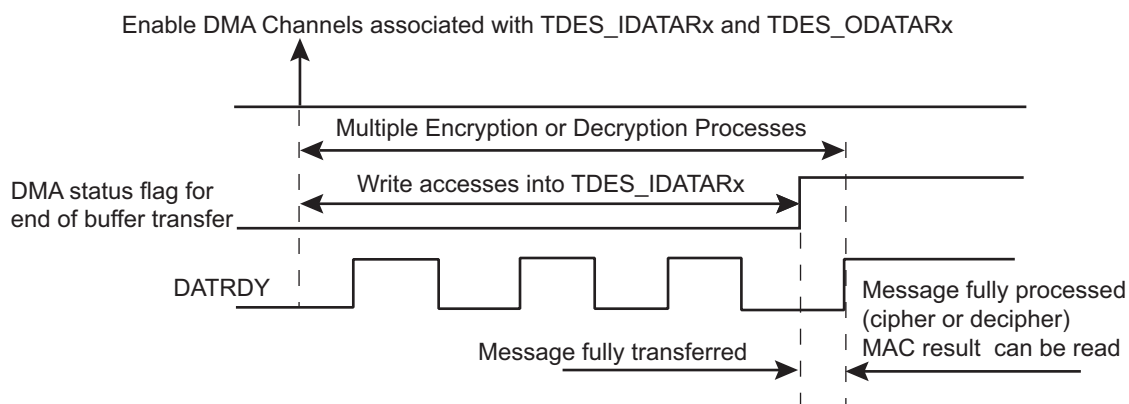 Enable DMA Channels associated with TDES_IDATARx and TDES_ODATARx
Multiple Encryption or Decryption Processes
DMA status flag for
end of buffer transfer
Write accesses into TDES_IDATARx
DATRDY
Message fully transferred
Message fully processed
(cipher or decipher)
MAC result can be read